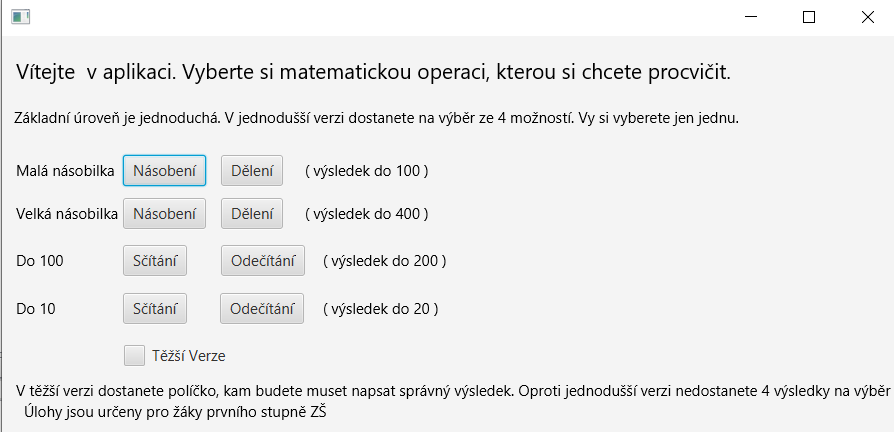 Vítejte  v aplikaci. Vyberte si matematickou operaci, kterou si chcete procvičit.
Základní úroveň je jednoduchá. V jednodušší verzi dostanete na výběr ze 4 možností. Vy si vyberete jen jednu.
Malá násobilka Násobení Dělení ( výsledek do 100 )
Velká násobilka Násobení Dělení ( výsledek do 400 )
Do 100 Sčítání Odečítání ( výsledek do 200 )
Do 10 Sčítání Odečítání ( výsledek do 20 )
Těžší Verze
V těžší verzi dostanete políčko, kam budete muset napsat správný výsledek. Oproti jednodušší verzi nedostanete 4 výsledky na výběr
Úlohy jsou určeny pro žáky prvního stupně ZŠ